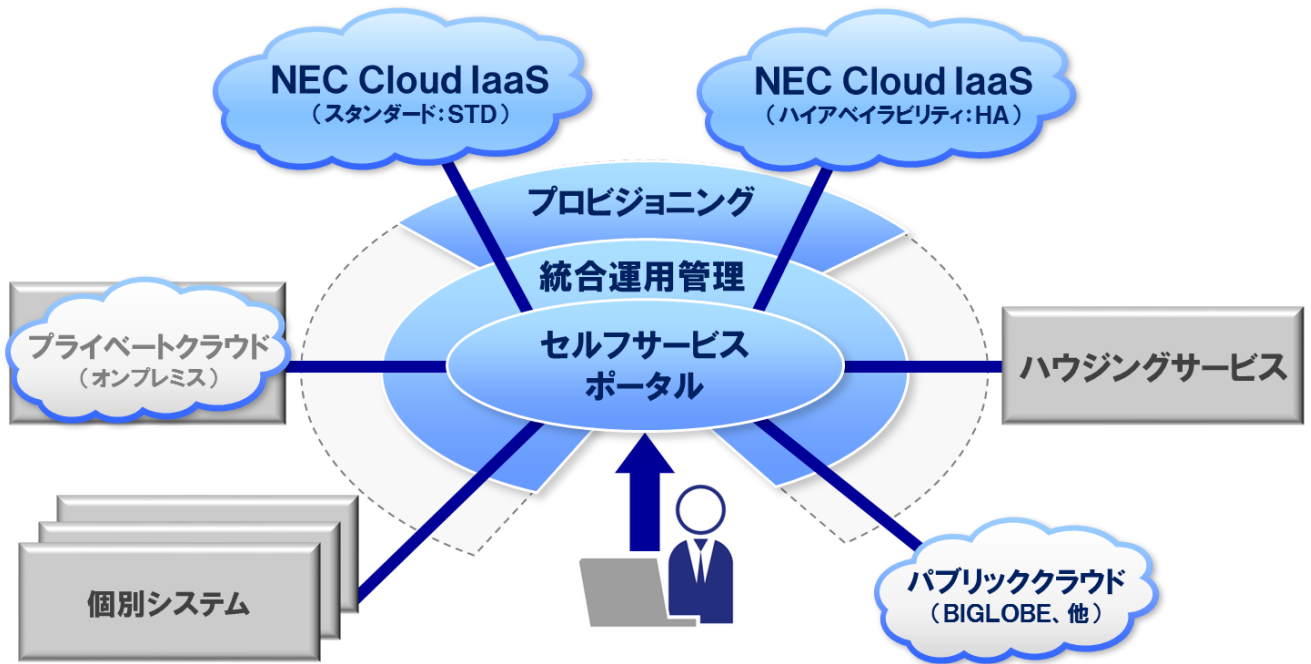 NEC Cloud IaaS
（スタンダード：STD）
NEC Cloud IaaS
（ハイアベイラビリティ：HA）
プロビジョニング
統合運用管理
セルフサービス
ポータル
プライベートクラウド
（オンプレミス）
ハウジングサービス
個別システム
パブリッククラウド
（BIGLOBE、他）